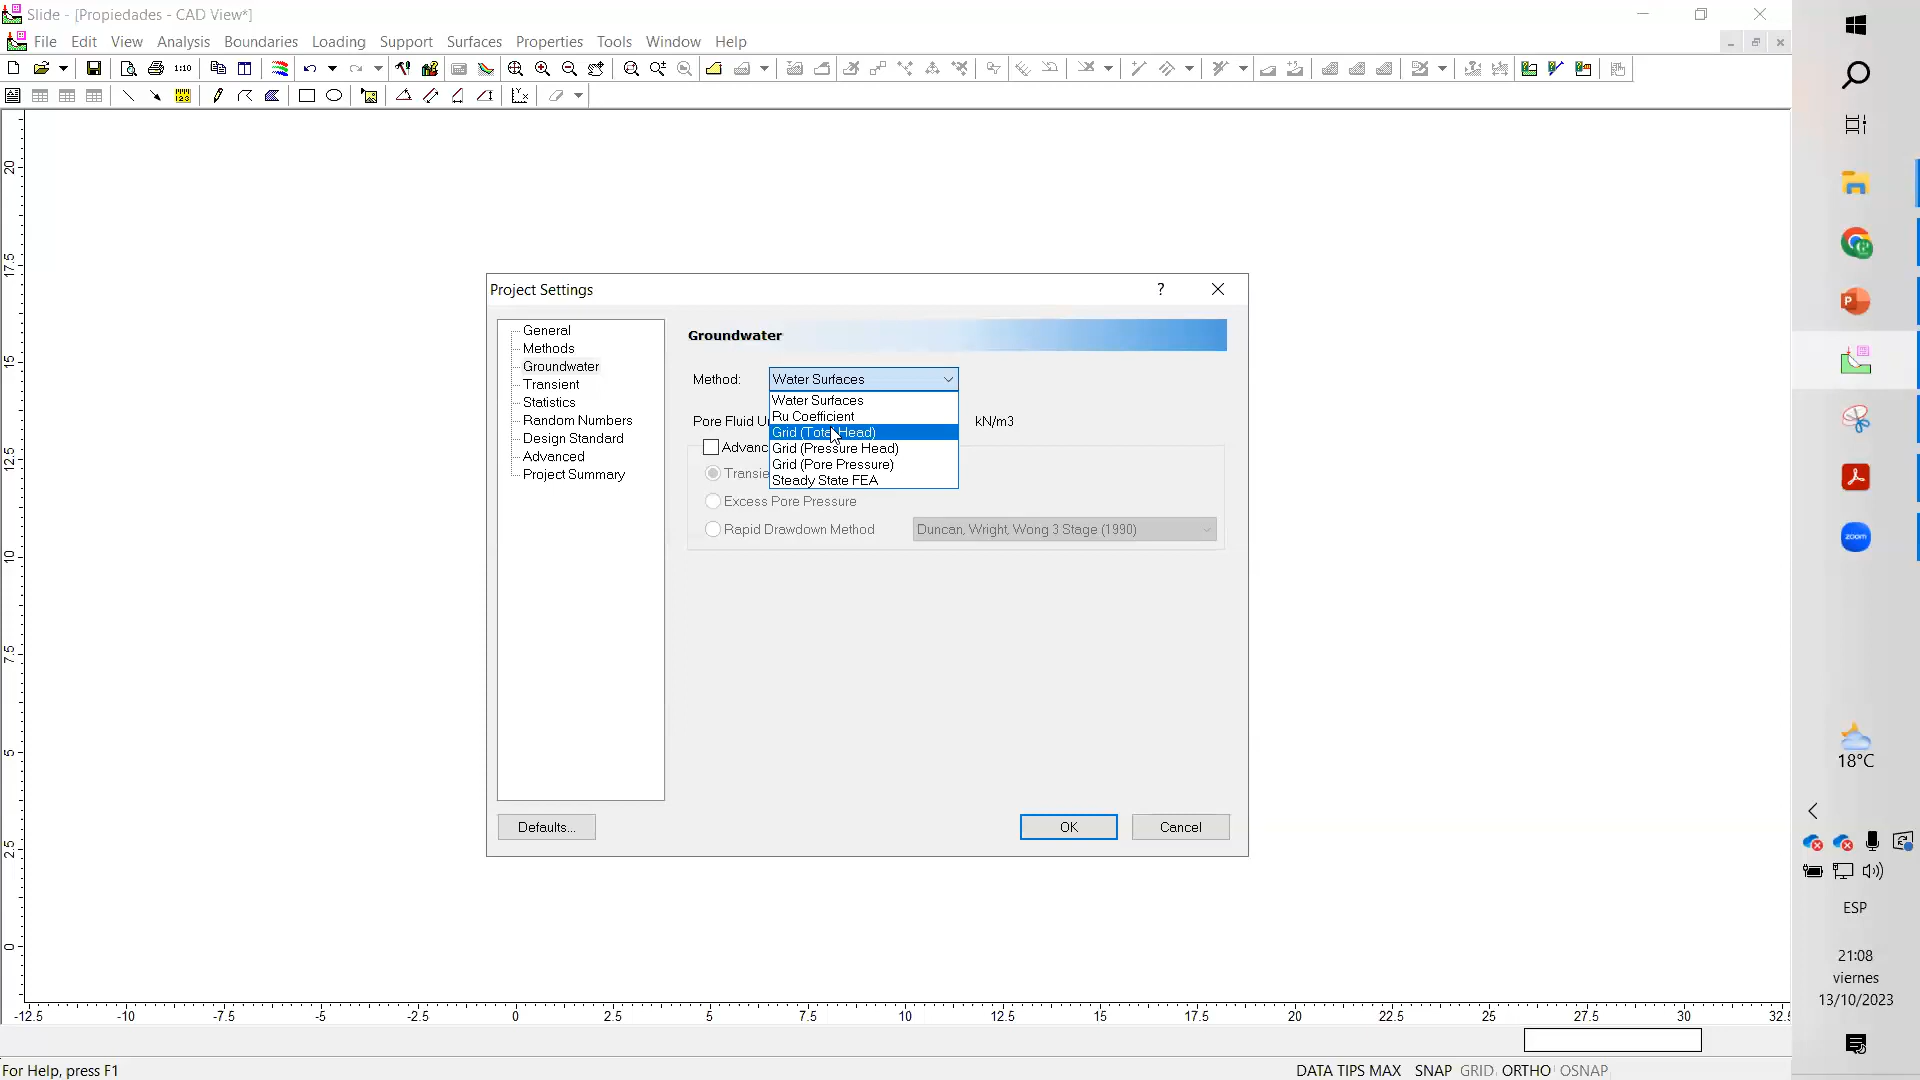 Slide - [Propiedades - CAD View*]
File Edit View Analysis Boundaries Loading Support Surfaces Properties Tools Window Help
1:10
Project Settings
?
General
Methods
Groundwater
Transient
Statistics
Random Numbers
Design Standard
Advanced
Project Summary
Groundwater
Method: Water Surfaces
Water Surfaces
Ru Coefficient
Grid (Total Head)
Grid (Pressure Head)
Grid (Pore Pressure)
Steady State FEA
Pore Fluid U kN/m3
Advanc
Transie
Excess Pore Pressure
Rapid Drawdown Method Duncan, Wright, Wong 3 Stage (1990)
Defaults... OK Cancel
20
17.5
15
12.5
10
7.5
5
2.5
0
-12.5 -10 -7.5 -5 -2.5 0 2.5 5 7.5 10 12.5 15 17.5 20 22.5 25 27.5 30 32.5
For Help, press F1 DATA TIPS MAX SNAP GRID ORTHO OSNAP
zoom
18°C
ESP
21:08
viernes
13/10/2023